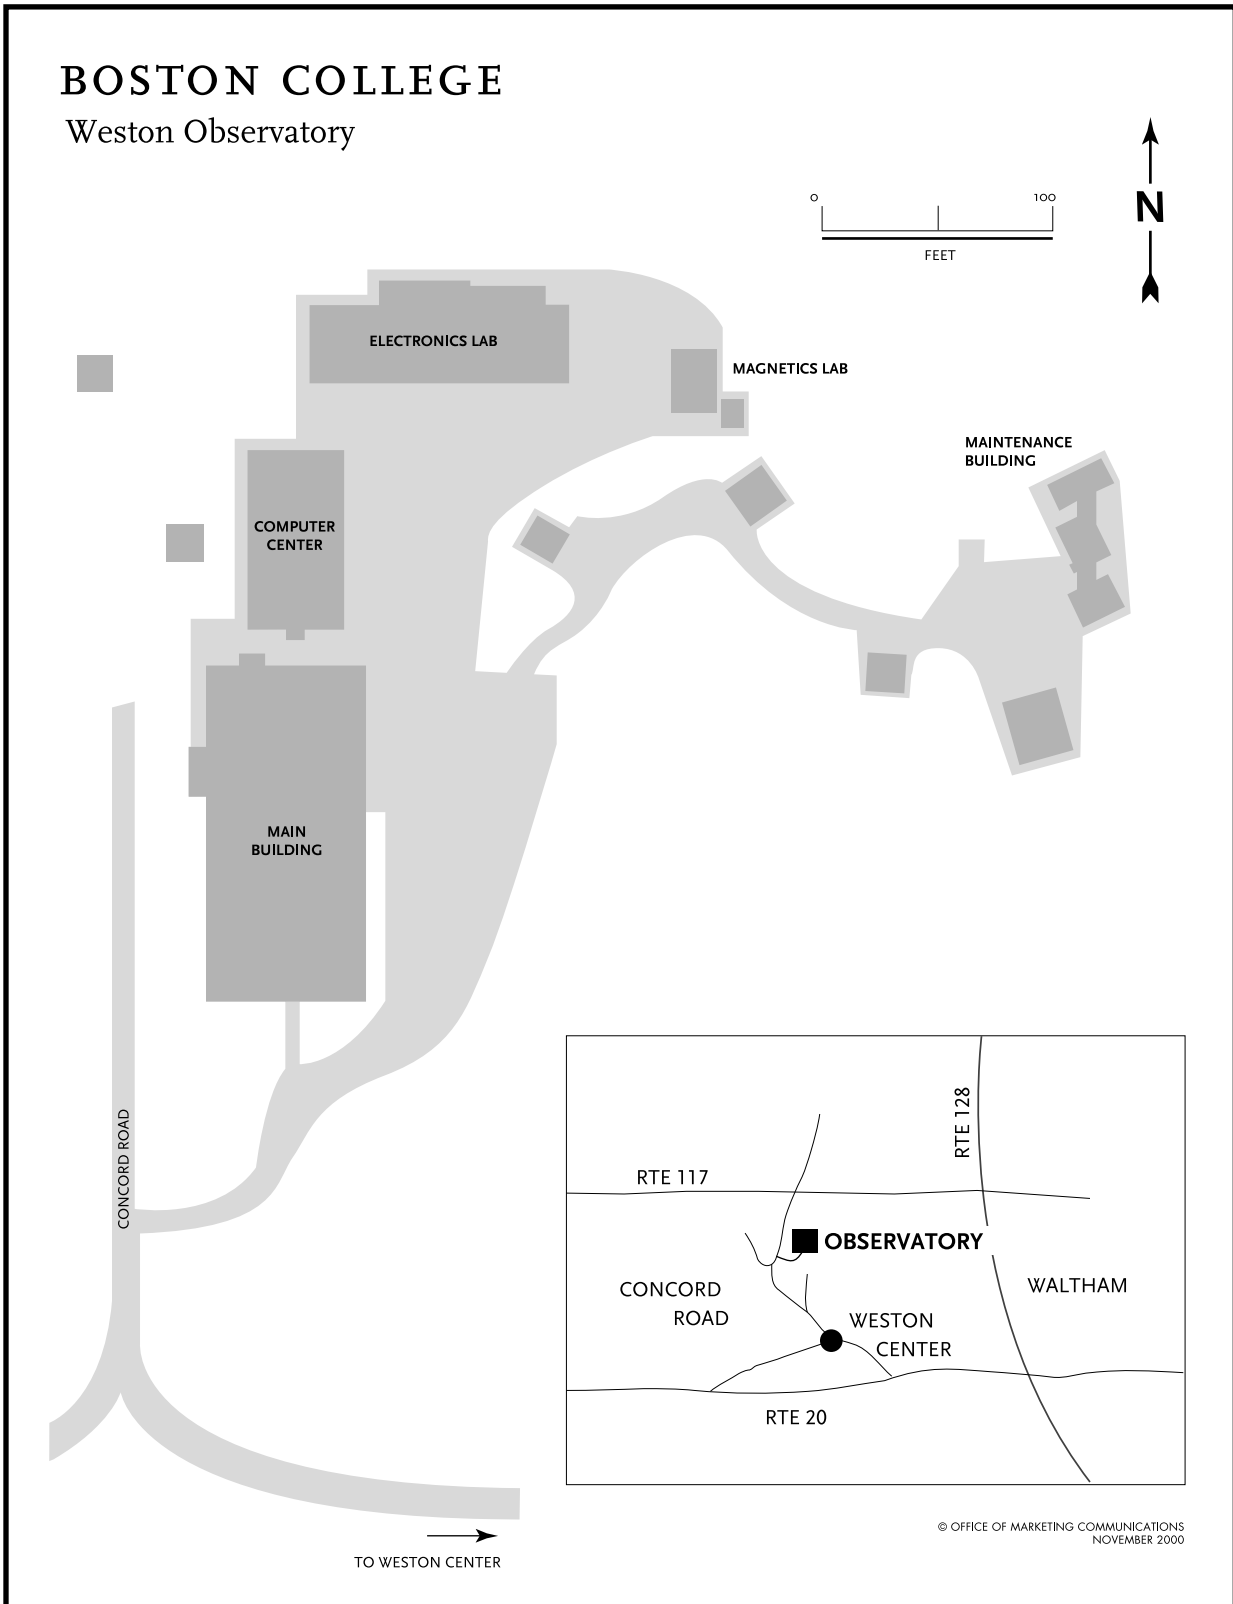 BOSTON COLLEGE
Weston Observatory
0 100
FEET
N
ELECTRONICS LAB
MAGNETICS LAB
MAINTENANCE
BUILDING
COMPUTER
CENTER
MAIN
BUILDING
CONCORD ROAD
RTE 128
RTE 117
OBSERVATORY
CONCORD
ROAD
WALTHAM
WESTON
CENTER
RTE 20
© OFFICE OF MARKETING COMMUNICATIONS
NOVEMBER 2000
TO WESTON CENTER